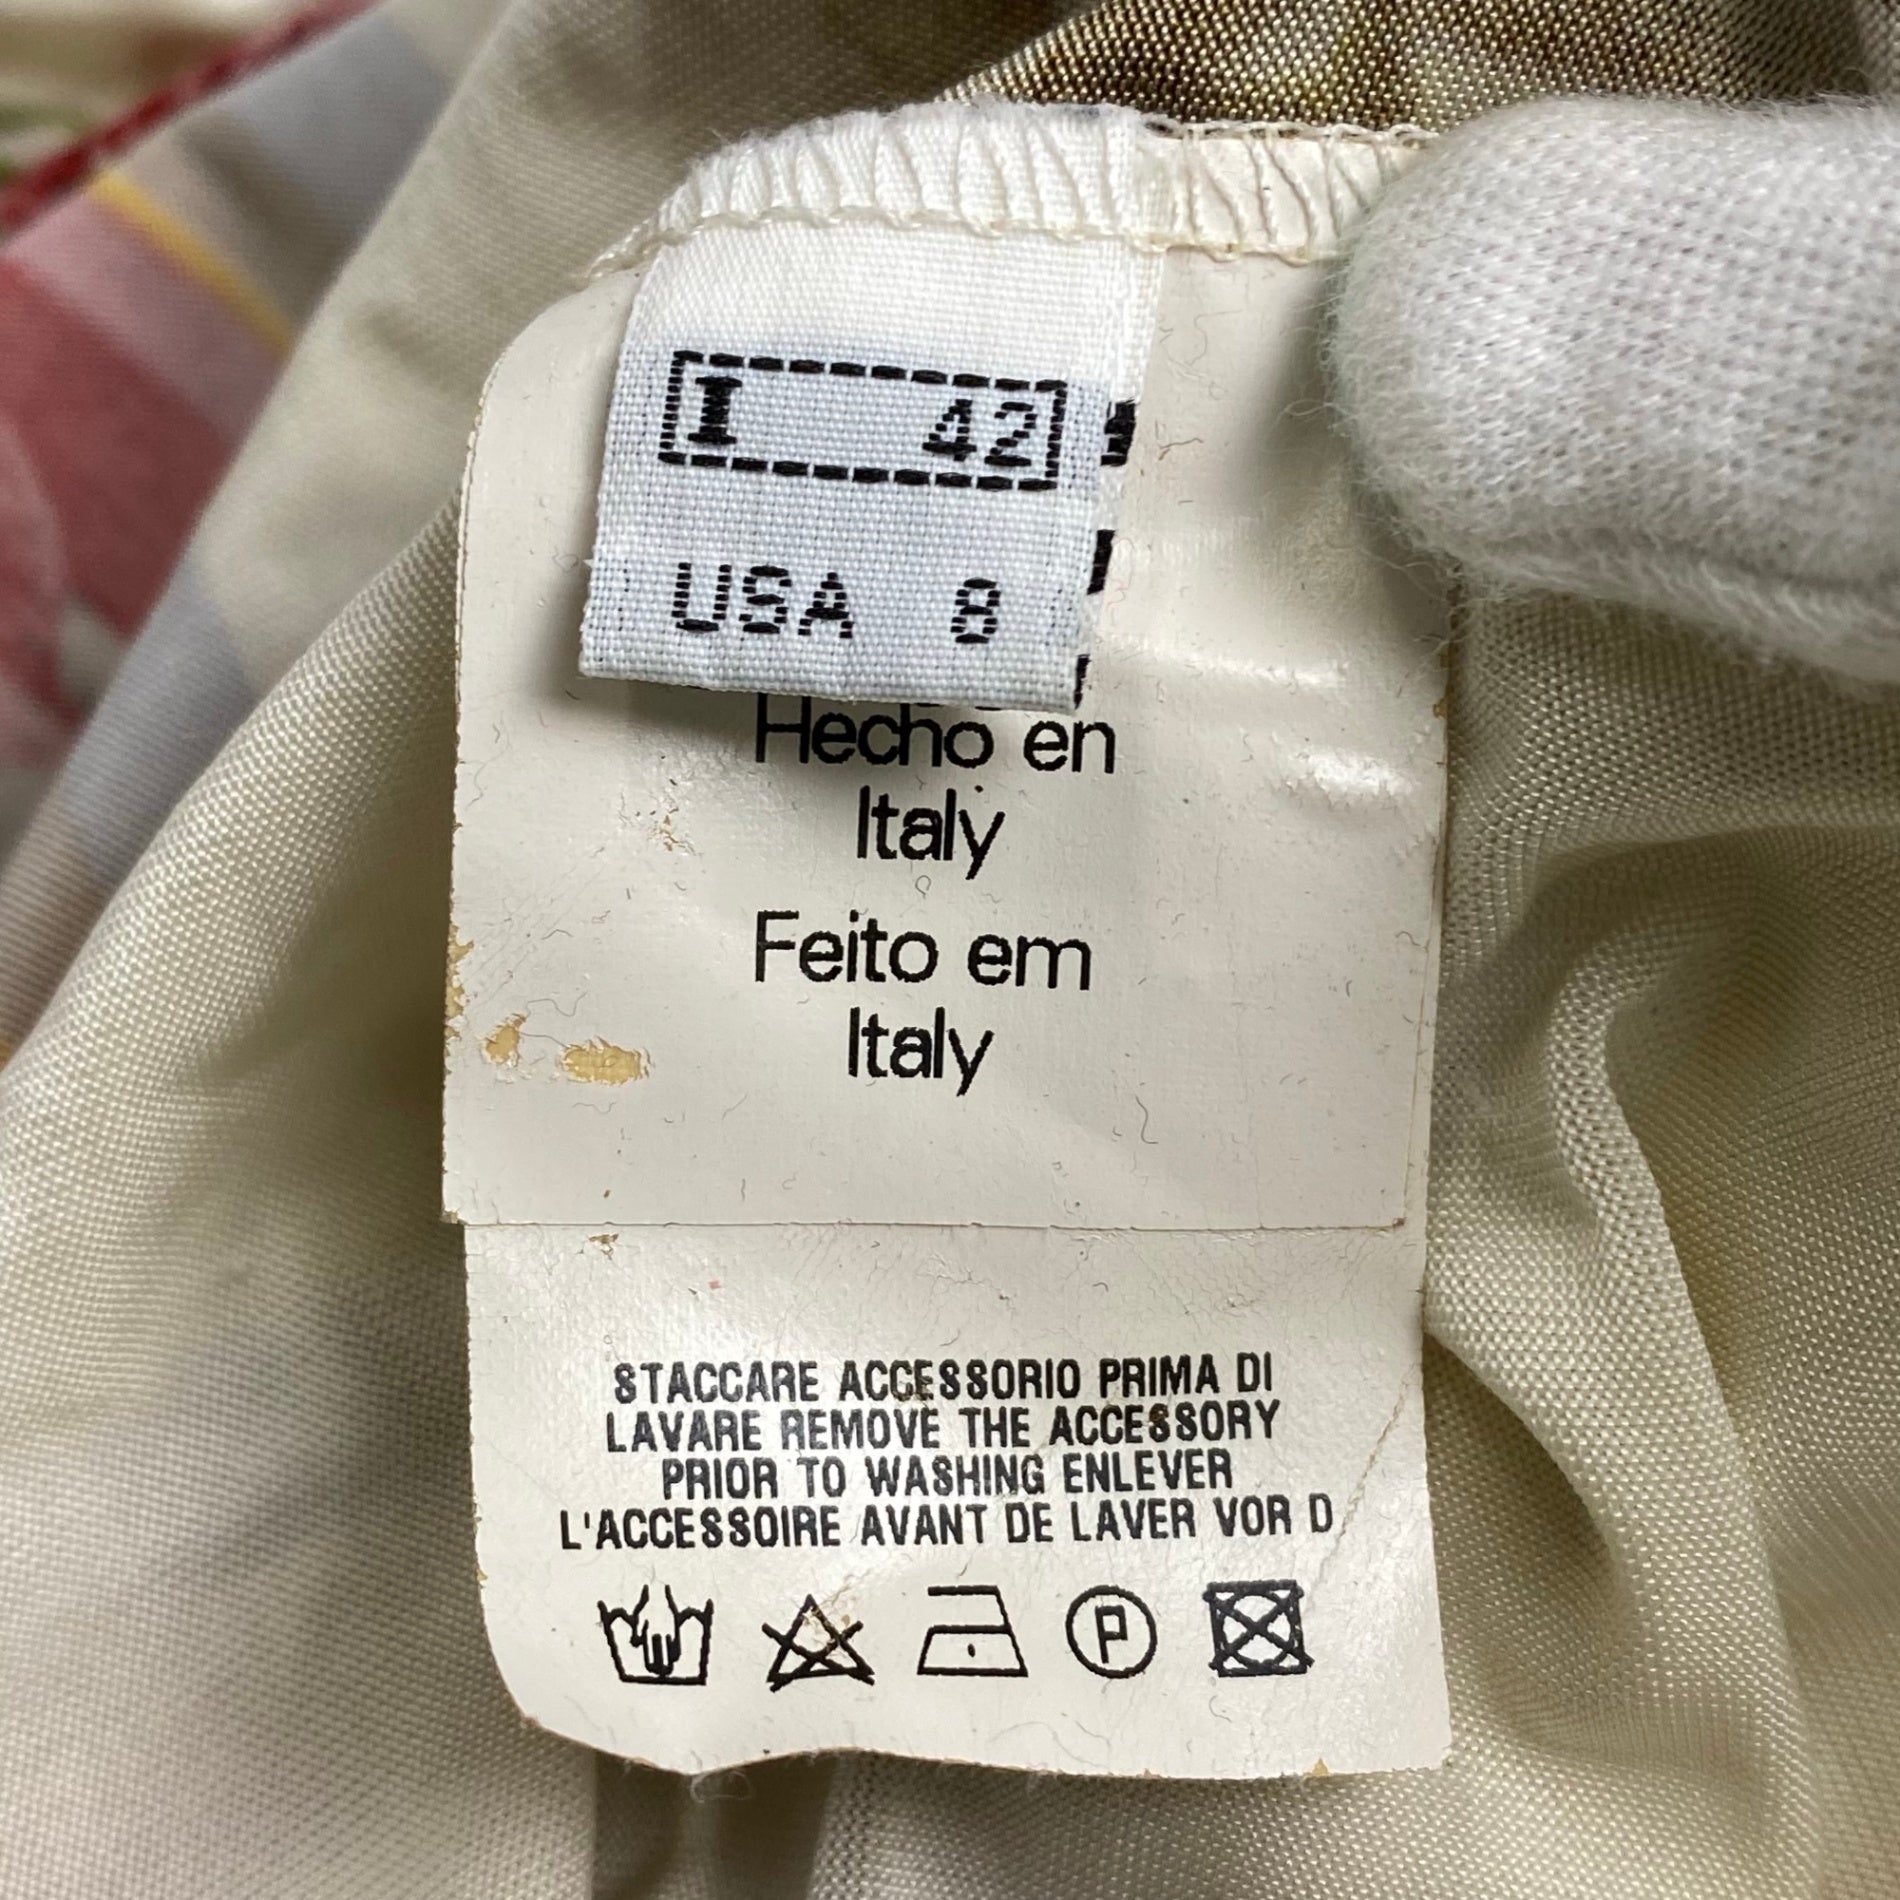 I 42
USA 8
Hecho en
Italy
Feito em
Italy
STACCARE ACCESSORIO PRIMA DI
LAVARE REMOVE THE ACCESSORY
PRIOR TO WASHING ENLEVER
L'ACCESSOIRE AVANT DE LAVER VOR D
P